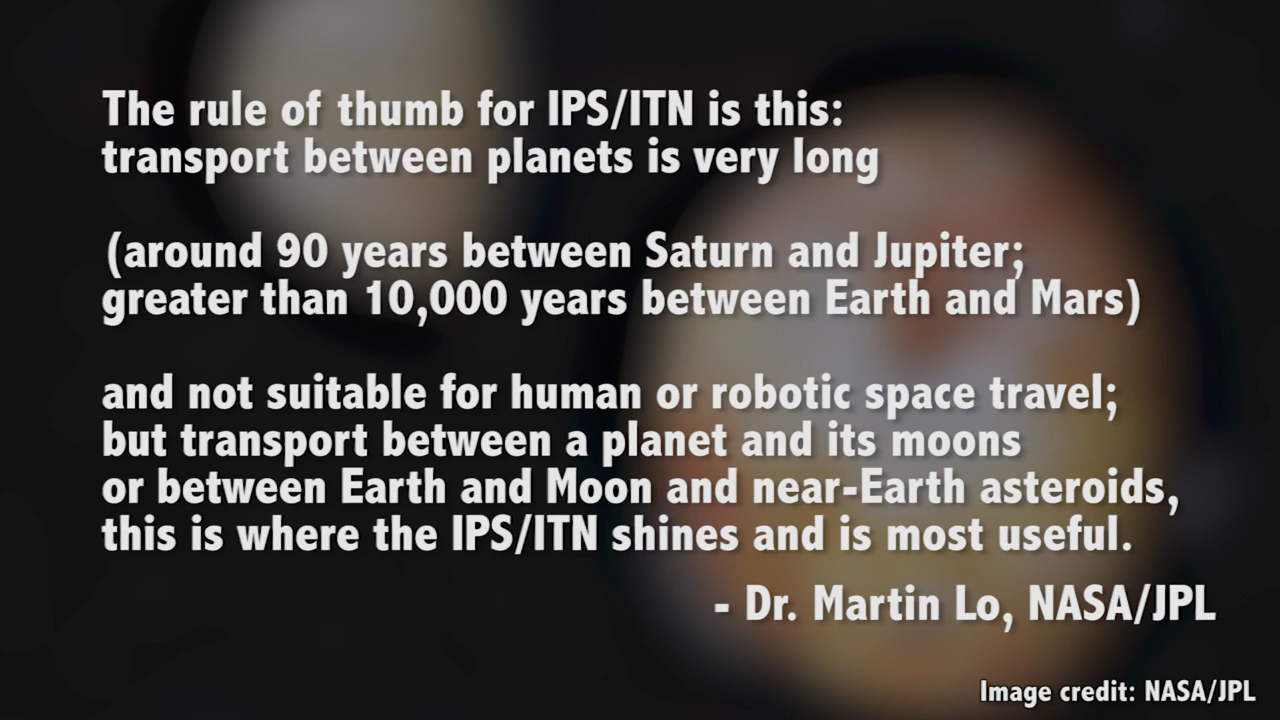 The rule of thumb for IPS/ITN is this:
transport between planets is very long
(around 90 years between Saturn and Jupiter;
greater than 10,000 years between Earth and Mars)
and not suitable for human or robotic space travel;
but transport between a planet and its moons
or between Earth and Moon and near-Earth asteroids,
this is where the IPS/ITN shines and is most useful.
- Dr. Martin Lo, NASA/JPL
Image credit: NASA/JPL